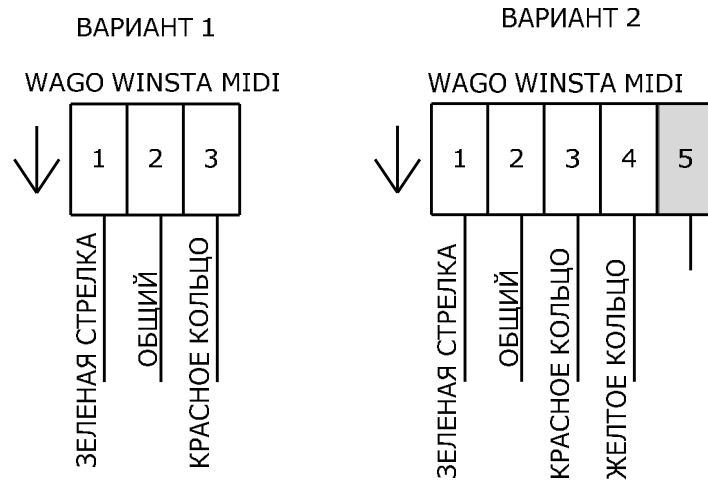 ВАРИАНТ 1
WAGO WINSTA MIDI
1 2 3
ЗЕЛЕНАЯ СТРЕЛКА
ОБЩИЙ
КРАСНОЕ КОЛЬЦО
ВАРИАНТ 2
WAGO WINSTA MIDI
1 2 3 4 5
ЗЕЛЕНАЯ СТРЕЛКА
ОБЩИЙ
КРАСНОЕ КОЛЬЦО
ЖЕЛТОЕ КОЛЬЦО